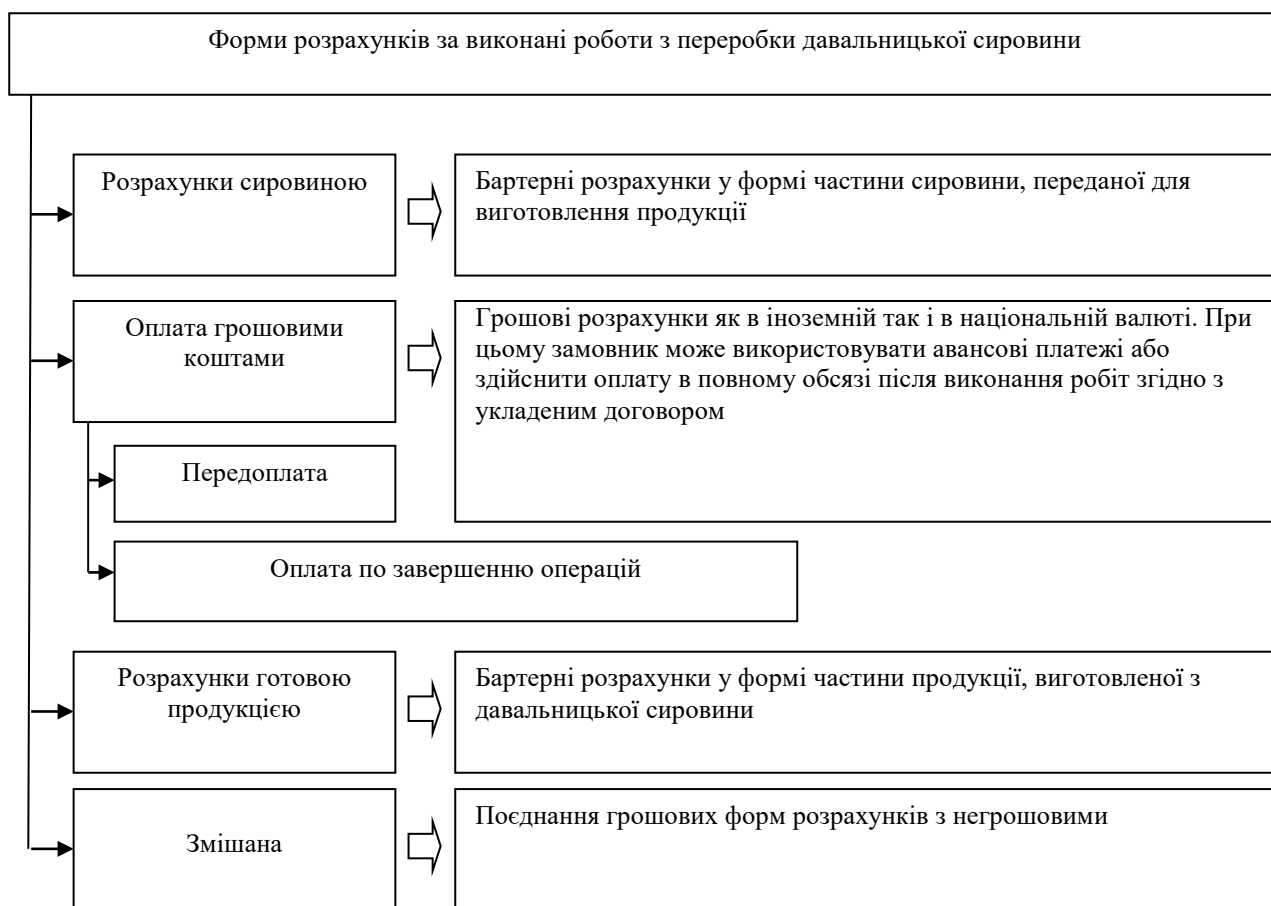 Форми розрахунків за виконані роботи з переробки давальницької сировини
Розрахунки сировиною
Бартерні розрахунки у формі частини сировини, переданої для
виготовлення продукції
Оплата грошовими
коштами
Грошові розрахунки як в іноземній так і в національній валюті. При
цьому замовник може використовувати авансові платежі або
здійснити оплату в повному обсязі після виконання робіт згідно з
укладеним договором
Передоплата
Оплата по завершенню операцій
Розрахунки готовою
продукцією
Бартерні розрахунки у формі частини продукції, виготовленої з
давальницької сировини
Змішана
Поєднання грошових форм розрахунків з негрошовими